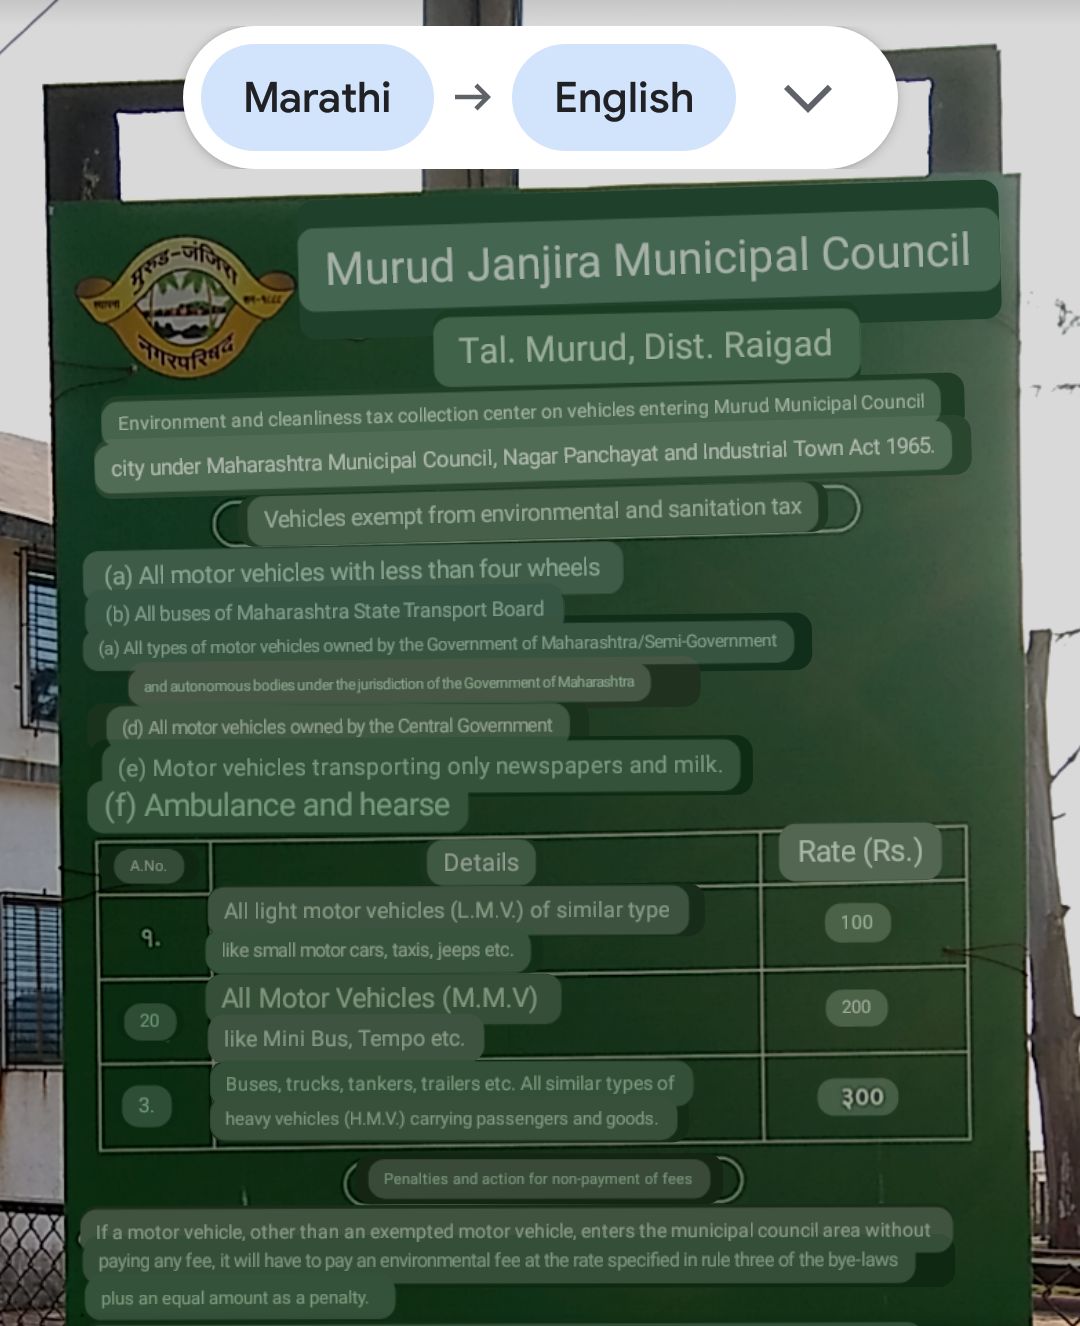 Marathi → English
मुरुड-जंजिरा
स्थापना
सन-१८८८
नगरपरिषद
Murud Janjira Municipal Council
Tal. Murud, Dist. Raigad
Environment and cleanliness tax collection center on vehicles entering Murud Municipal Council
city under Maharashtra Municipal Council, Nagar Panchayat and Industrial Town Act 1965.
Vehicles exempt from environmental and sanitation tax
(a) All motor vehicles with less than four wheels
(b) All buses of Maharashtra State Transport Board
(a) All types of motor vehicles owned by the Government of Maharashtra/Semi-Government
and autonomous bodies under the jurisdiction of the Government of Maharashtra
(d) All motor vehicles owned by the Central Government
(e) Motor vehicles transporting only newspapers and milk.
(f) Ambulance and hearse
A.No. Details Rate (Rs.)
१. All light motor vehicles (L.M.V.) of similar type 100
like small motor cars, taxis, jeeps etc.
20 All Motor Vehicles (M.M.V) 200
like Mini Bus, Tempo etc.
3. Buses, trucks, tankers, trailers etc. All similar types of ३००
heavy vehicles (H.M.V.) carrying passengers and goods.
Penalties and action for non-payment of fees
If a motor vehicle, other than an exempted motor vehicle, enters the municipal council area without
paying any fee, it will have to pay an environmental fee at the rate specified in rule three of the bye-laws
plus an equal amount as a penalty.